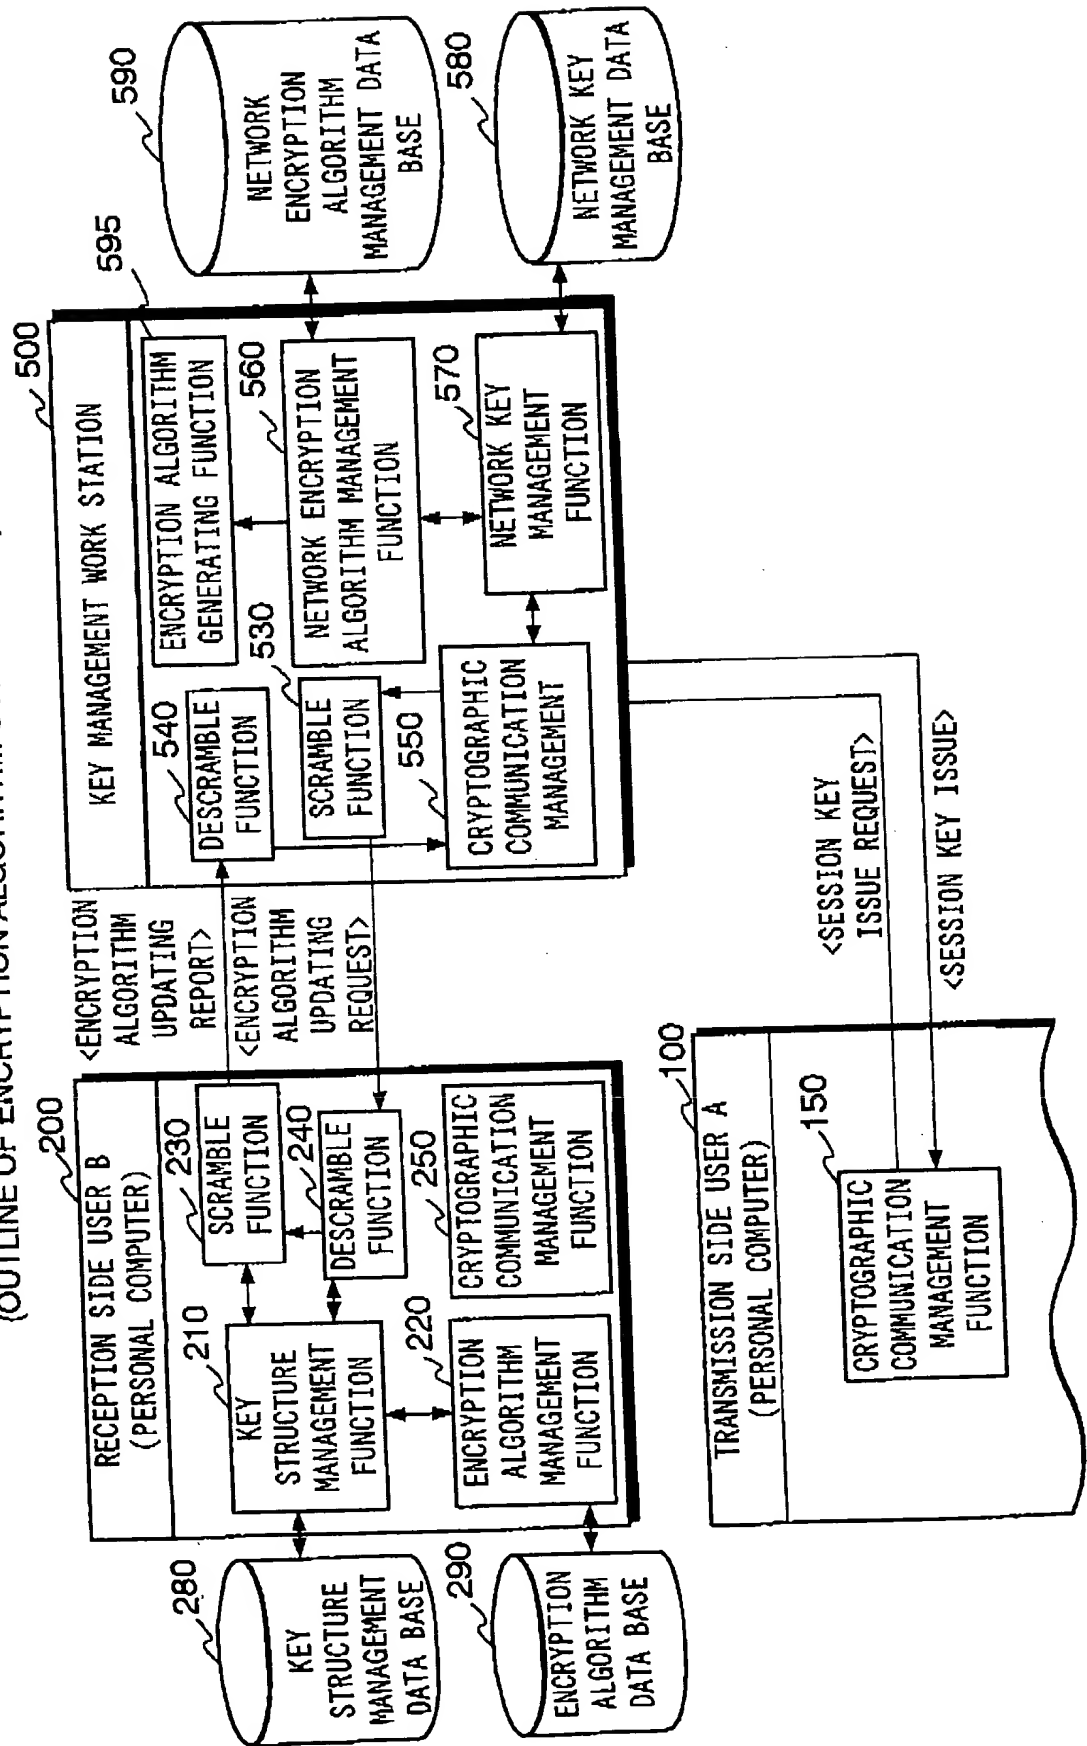 (OUTLINE OF ENCRYPTION ALGORITHM
500
KEY MANAGEMENT WORK STATION
595
ENCRYPTION ALGORITHM
GENERATING FUNCTION
590
NETWORK
ENCRYPTION
ALGORITHM
MANAGEMENT DATA
BASE
540
DESCRAMBLE
FUNCTION
530
SCRAMBLE
FUNCTION
560
NETWORK ENCRYPTION
ALGORITHM MANAGEMENT
FUNCTION
550
CRYPTOGRAPHIC
COMMUNICATION
MANAGEMENT
570
NETWORK KEY
MANAGEMENT
FUNCTION
580
NETWORK KEY
MANAGEMENT DATA
BASE
<ENCRYPTION
ALGORITHM
UPDATING
REPORT>
<ENCRYPTION
ALGORITHM
UPDATING
REQUEST>
200
RECEPTION SIDE USER B
(PERSONAL COMPUTER)
210
KEY
STRUCTURE
MANAGEMENT
FUNCTION
230
SCRAMBLE
FUNCTION
240
DESCRAMBLE
FUNCTION
220
ENCRYPTION
ALGORITHM
MANAGEMENT
FUNCTION
250
CRYPTOGRAPHIC
COMMUNICATION
MANAGEMENT
FUNCTION
280
KEY
STRUCTURE
MANAGEMENT
DATA BASE
290
ENCRYPTION
ALGORITHM
DATA BASE
<SESSION KEY
ISSUE REQUEST>
<SESSION KEY ISSUE>
100
TRANSMISSION SIDE USER A
(PERSONAL COMPUTER)
150
CRYPTOGRAPHIC
COMMUNICATION
MANAGEMENT
FUNCTION